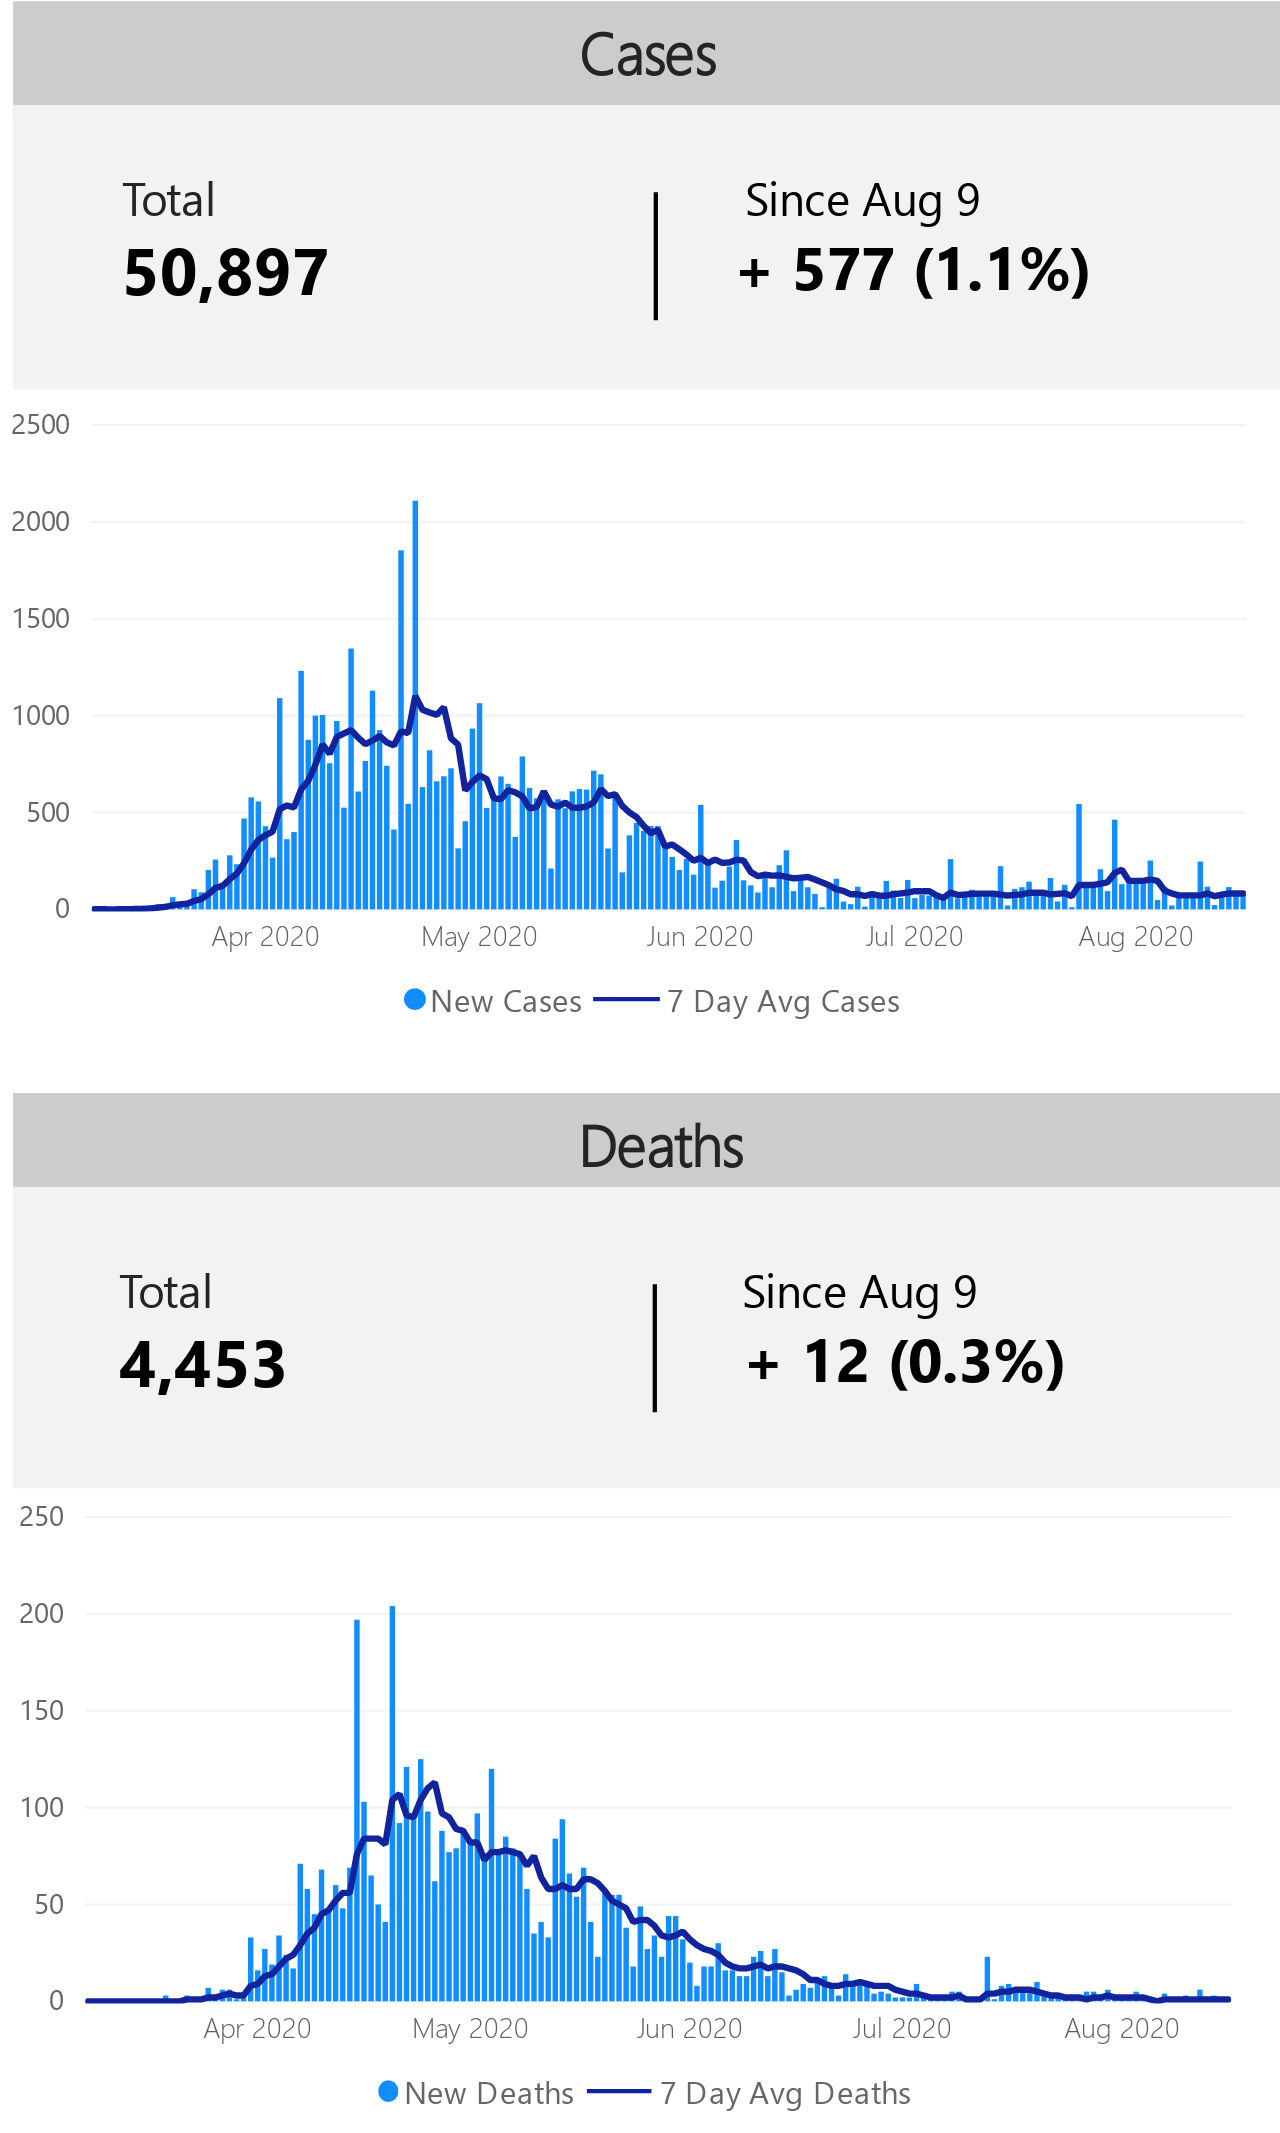 Cases
Total
Since Aug 9
50,897
+ 577 (1.1%)
2500
2000
1500
1000
500
0
Apr 2020
May 2020
Jun 2020
Jul 2020
Aug 2020
New Cases
7 Day Avg Cases
Deaths
Total
Since Aug 9
4,453
+ 12 (0.3%)
250
200
150
100
50
0
Apr 2020
May 2020
Jun 2020
Jul 2020
Aug 2020
New Deaths
7 Day Avg Deaths